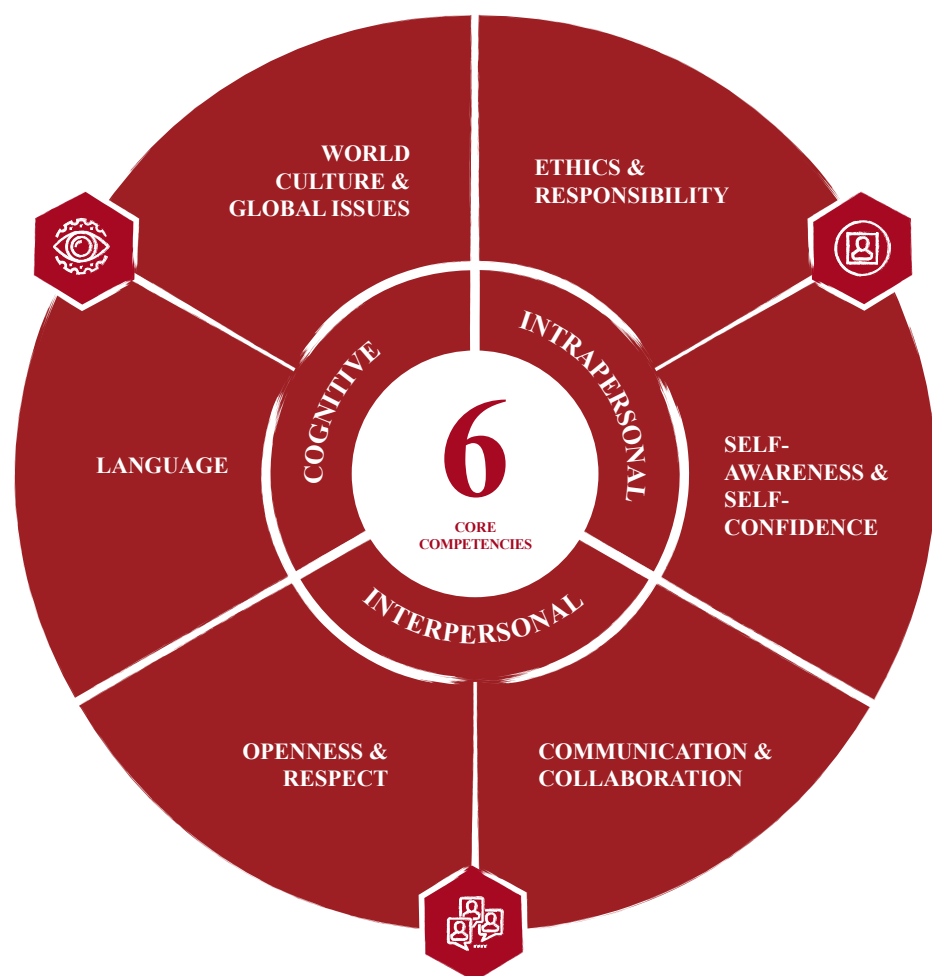 WORLD
CULTURE &
GLOBAL ISSUES
ETHICS &
RESPONSIBILITY
COGNITIVE
INTRAPERSONAL
6
CORE
COMPETENCIES
LANGUAGE
SELF-
AWARENESS &
SELF-
CONFIDENCE
INTERPERSONAL
OPENNESS &
RESPECT
COMMUNICATION &
COLLABORATION